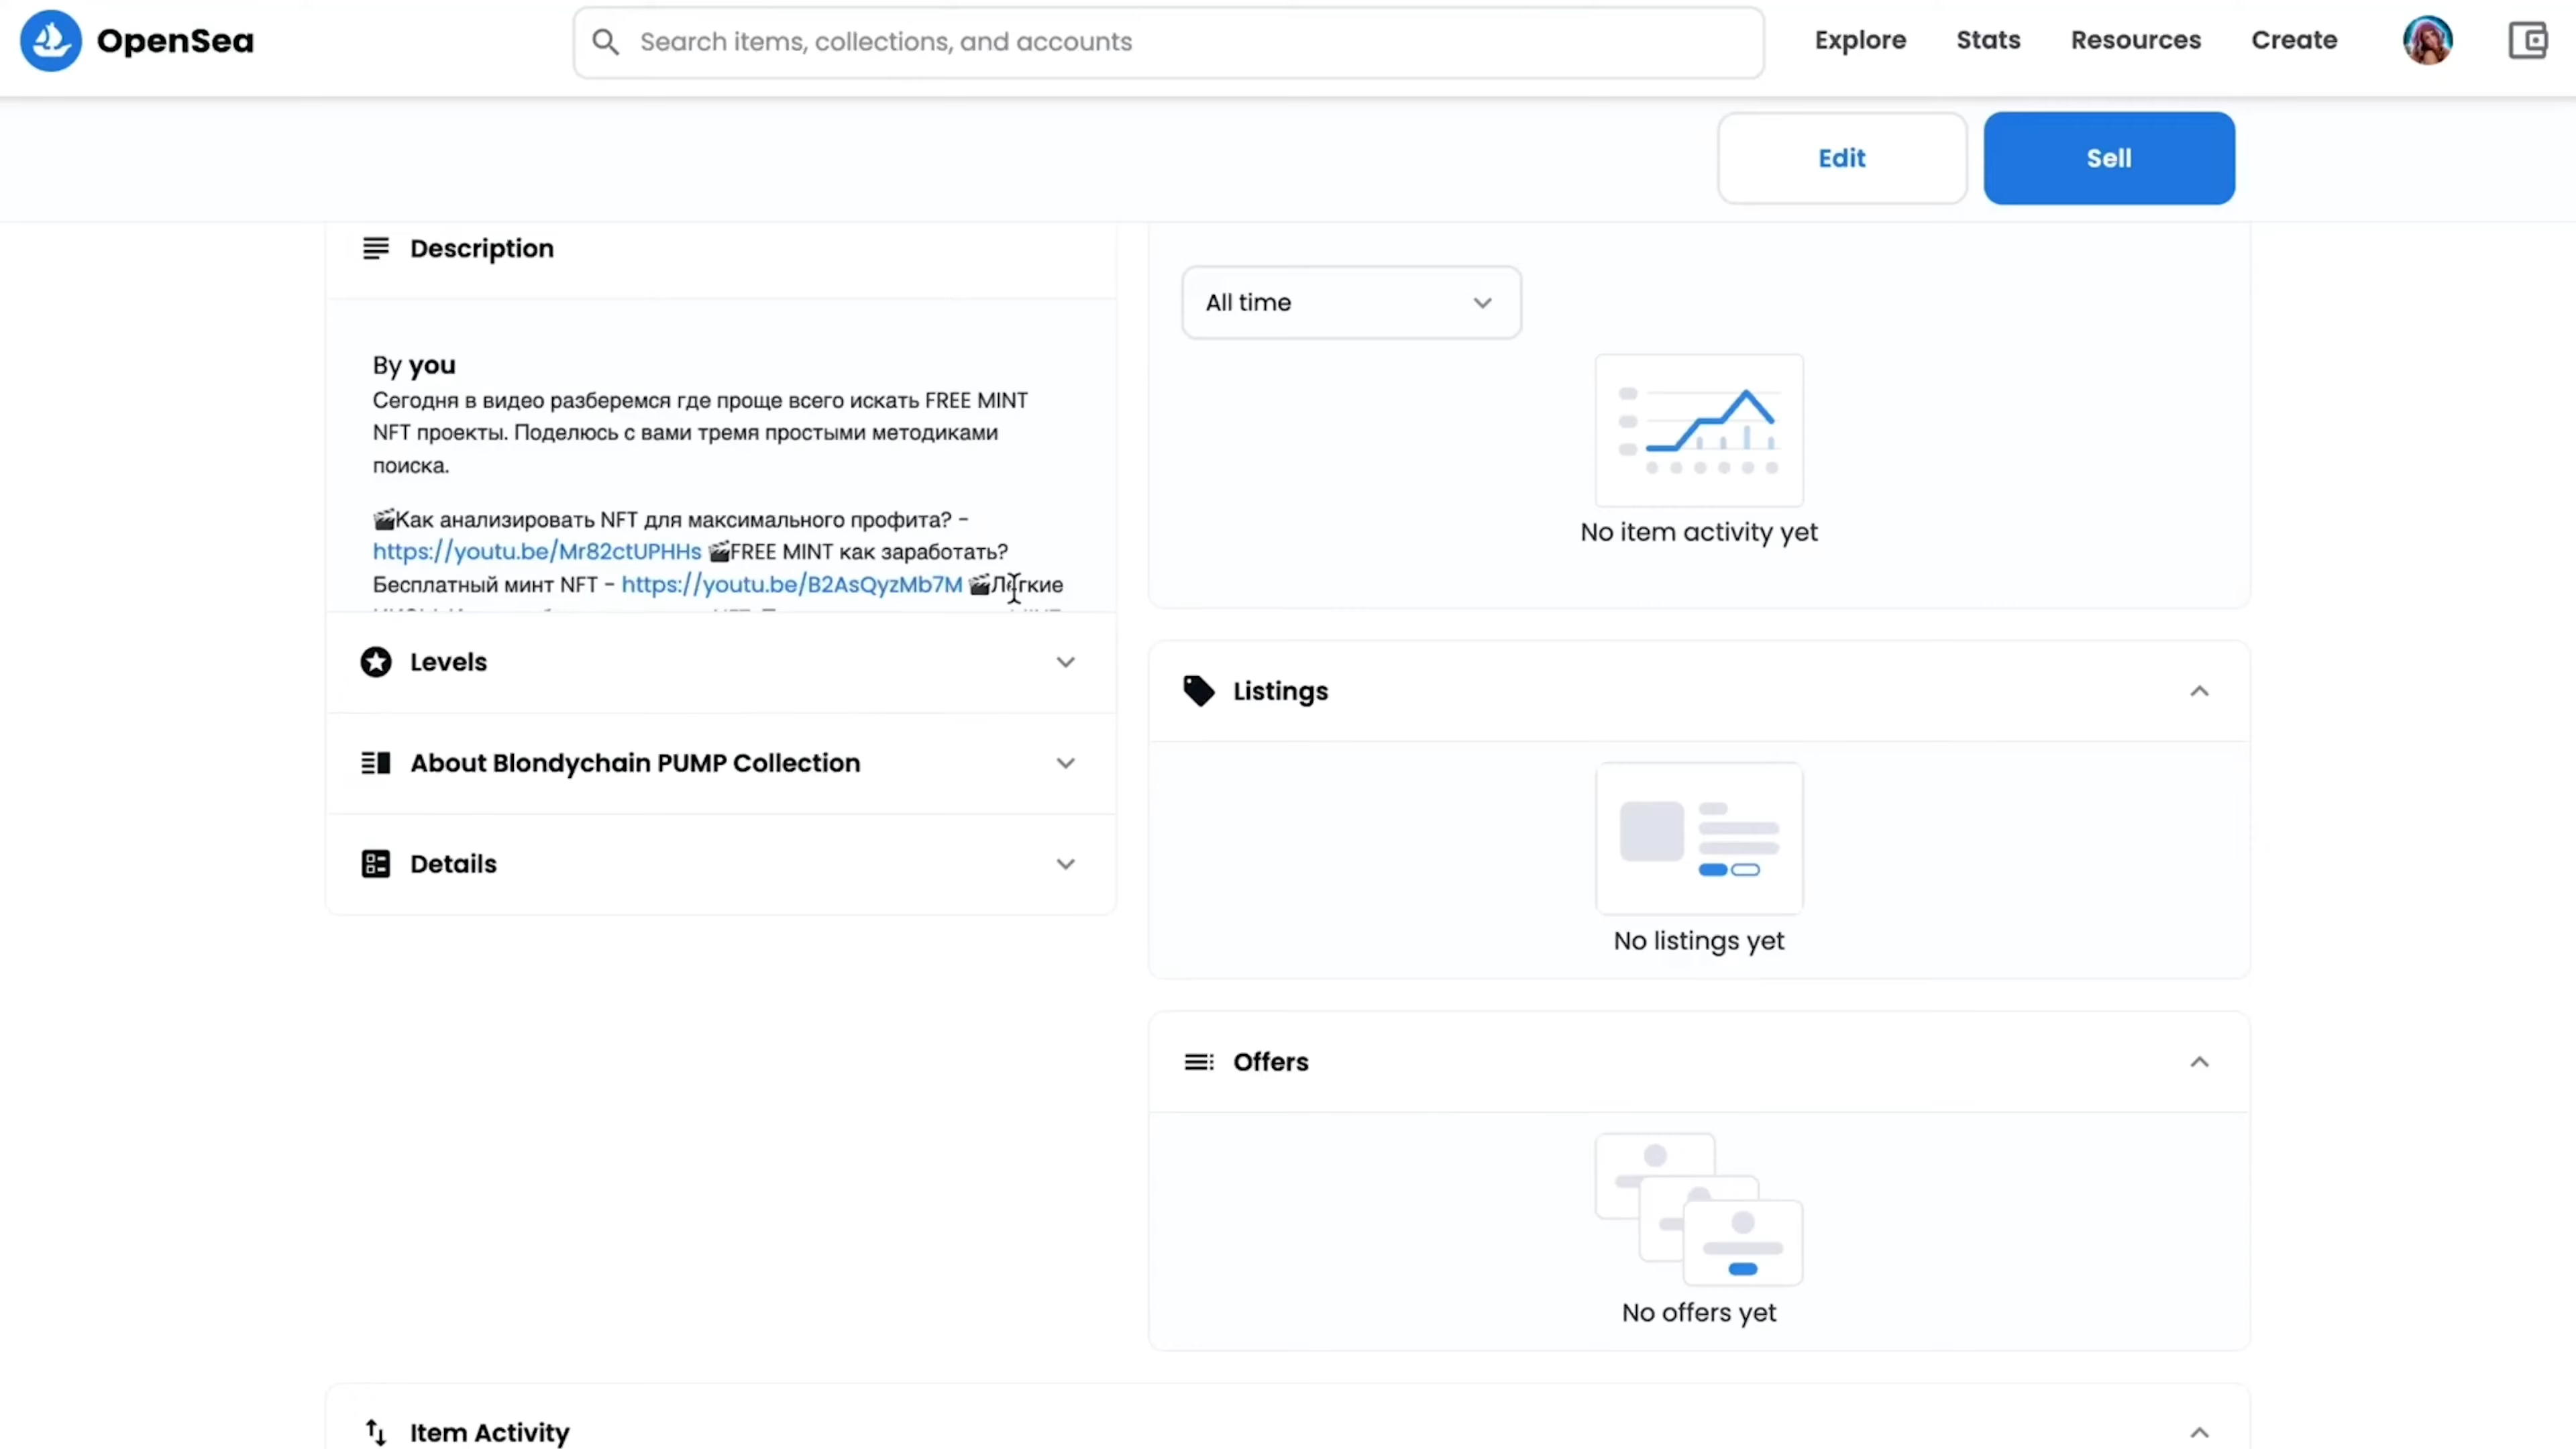 OpenSea
Search items, collections, and accounts
Explore
Stats
Resources
Create
Edit
Sell
Description
By you
Сегодня в видео разберемся где проще всего искать FREE MINT
NFT проекты. Поделюсь с вами тремя простыми методиками
поиска.
🎬Как анализировать NFT для максимального профита? -
https://youtu.be/Mr82ctUPHHs 🎬FREE MINT как заработать?
Бесплатный минт NFT - https://youtu.be/B2AsQyzMb7M 🎬Лёгкие
Levels
About Blondychain PUMP Collection
Details
All time
No item activity yet
Listings
No listings yet
Offers
No offers yet
Item Activity